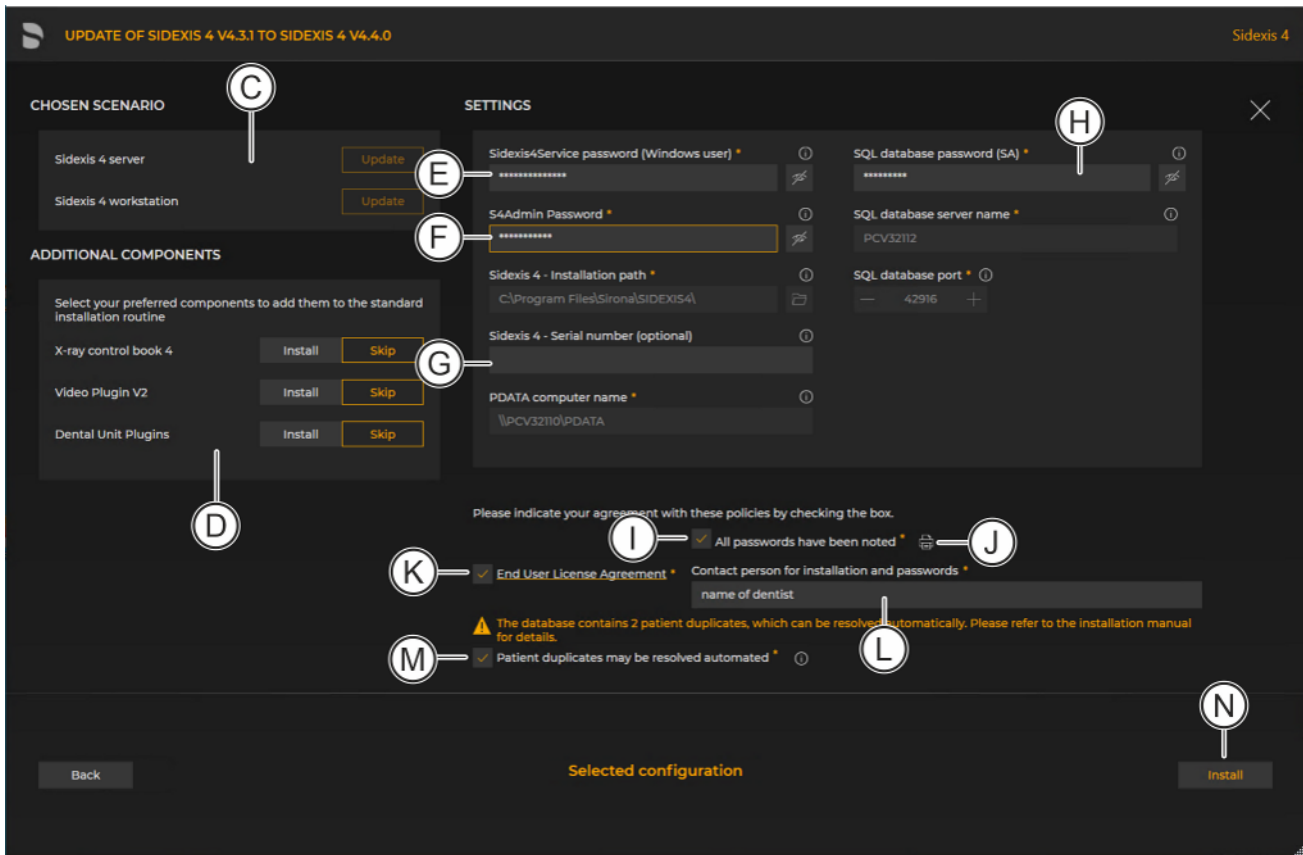 UPDATE OF SIDEXIS 4 V4.3.1 TO SIDEXIS 4 V4.4.0
Sidexis 4
C
CHOSEN SCENARIO
Sidexis 4 server
Update
Sidexis 4 workstation
Update
ADDITIONAL COMPONENTS
Select your preferred components to add them to the standard
installation routine
X-ray control book 4
Install
Skip
Video Plugin V2
Install
Skip
Dental Unit Plugins
Install
Skip
D
SETTINGS
Sidexis4Service password (Windows user) *
E
**************
S4Admin Password *
F
***********
Sidexis 4 - Installation path *
C:\Program Files\Sirona\SIDEXIS4\
Sidexis 4 - Serial number (optional)
G
PDATA computer name *
\\PCV32110\PDATA
H
SQL database password (SA) *
*********
SQL database server name *
PCV32112
SQL database port *
— 42916 +
Please indicate your agreement with these policies by checking the box.
I
All passwords have been noted *
J
K
End User License Agreement *
Contact person for installation and passwords *
name of dentist
L
The database contains 2 patient duplicates, which can be resolved automatically. Please refer to the installation manual
for details.
M
Patient duplicates may be resolved automated *
N
Back
Selected configuration
Install